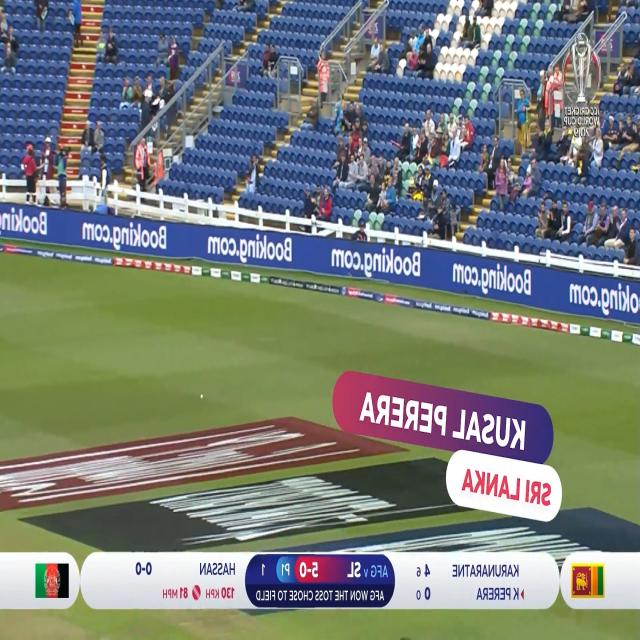 ICC CRICKET
WORLD CUP
2019
Booking.com Booking.com Booking.com Booking.com Booking.com Booking.com
KUSAL PERERA
SRI LANKA
KARUNARATNE 4 6
K PERERA 0 0
AFG v SL 5-0 P1 1
AFG WON THE TOSS CHOSE TO FIELD
HASSAN 0-0
130 KPH 81 MPH